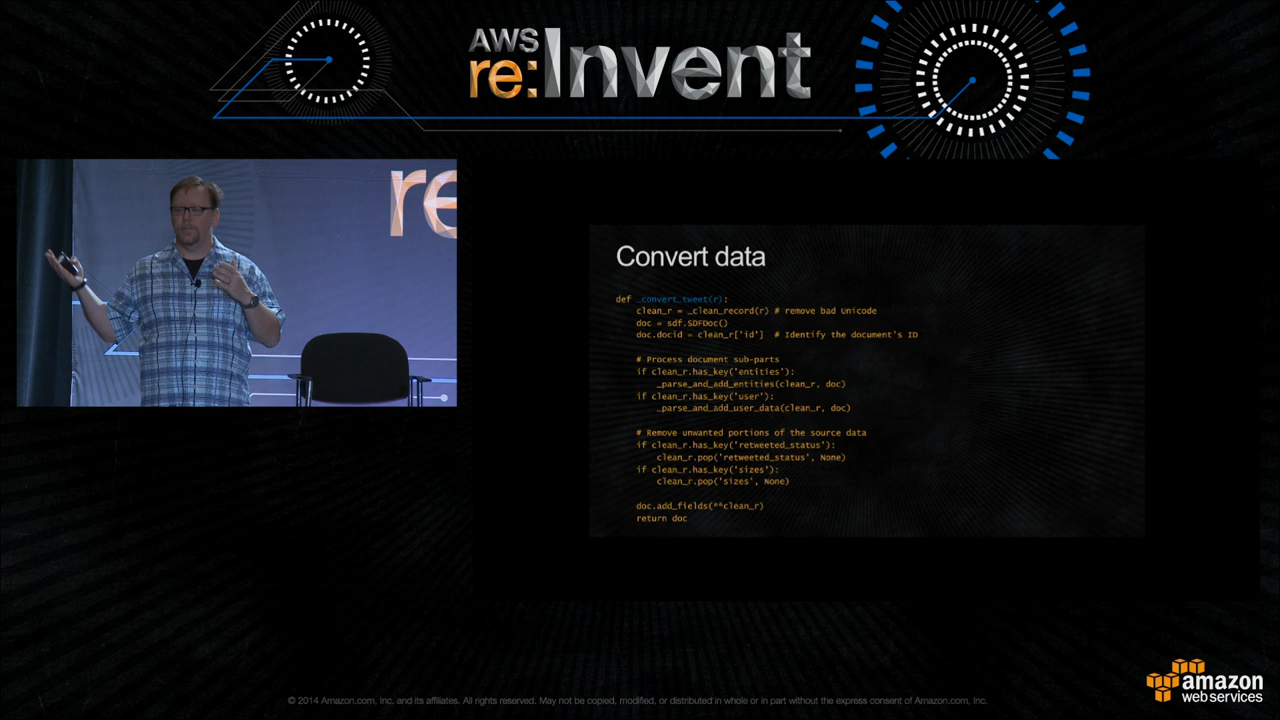 AWS
re:Invent
re
Convert data
def _convert_tweet(r):
clean_r = _clean_record(r) # remove bad Unicode
doc = sdf.SDFDoc()
doc.docid = clean_r['id'] # Identify the document's ID
# Process document sub-parts
if clean_r.has_key('entities'):
_parse_and_add_entities(clean_r, doc)
if clean_r.has_key('user'):
_parse_and_add_user_data(clean_r, doc)
# Remove unwanted portions of the source data
if clean_r.has_key('retweeted_status'):
clean_r.pop('retweeted_status', None)
if clean_r.has_key('sizes'):
clean_r.pop('sizes', None)
doc.add_fields(**clean_r)
return doc
amazon
web services
© 2014 Amazon.com, Inc. and its affiliates. All rights reserved. May not be copied, modified, or distributed in whole or in part without the express consent of Amazon.com, Inc.